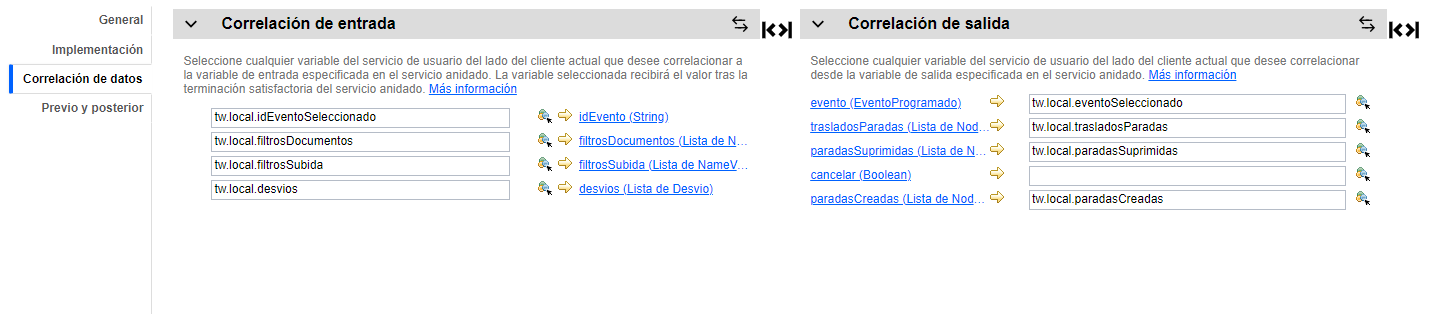 General
Implementación
Correlación de datos
Previo y posterior
Correlación de entrada
Seleccione cualquier variable del servicio de usuario del lado del cliente actual que desee correlacionar a
la variable de entrada especificada en el servicio anidado. La variable seleccionada recibirá el valor tras la
terminación satisfactoria del servicio anidado. Más información
tw.local.idEventoSeleccionado idEvento (String)
tw.local.filtrosDocumentos filtrosDocumentos (Lista de N...
tw.local.filtrosSubida filtrosSubida (Lista de NameV...
tw.local.desvios desvios (Lista de Desvio)
Correlación de salida
Seleccione cualquier variable del servicio de usuario del lado del cliente actual que desee correlacionar
desde la variable de salida especificada en el servicio anidado. Más información
evento (EventoProgramado) tw.local.eventoSeleccionado
trasladosParadas (Lista de Nod... tw.local.trasladosParadas
paradasSuprimidas (Lista de N... tw.local.paradasSuprimidas
cancelar (Boolean)
paradasCreadas (Lista de Nod... tw.local.paradasCreadas